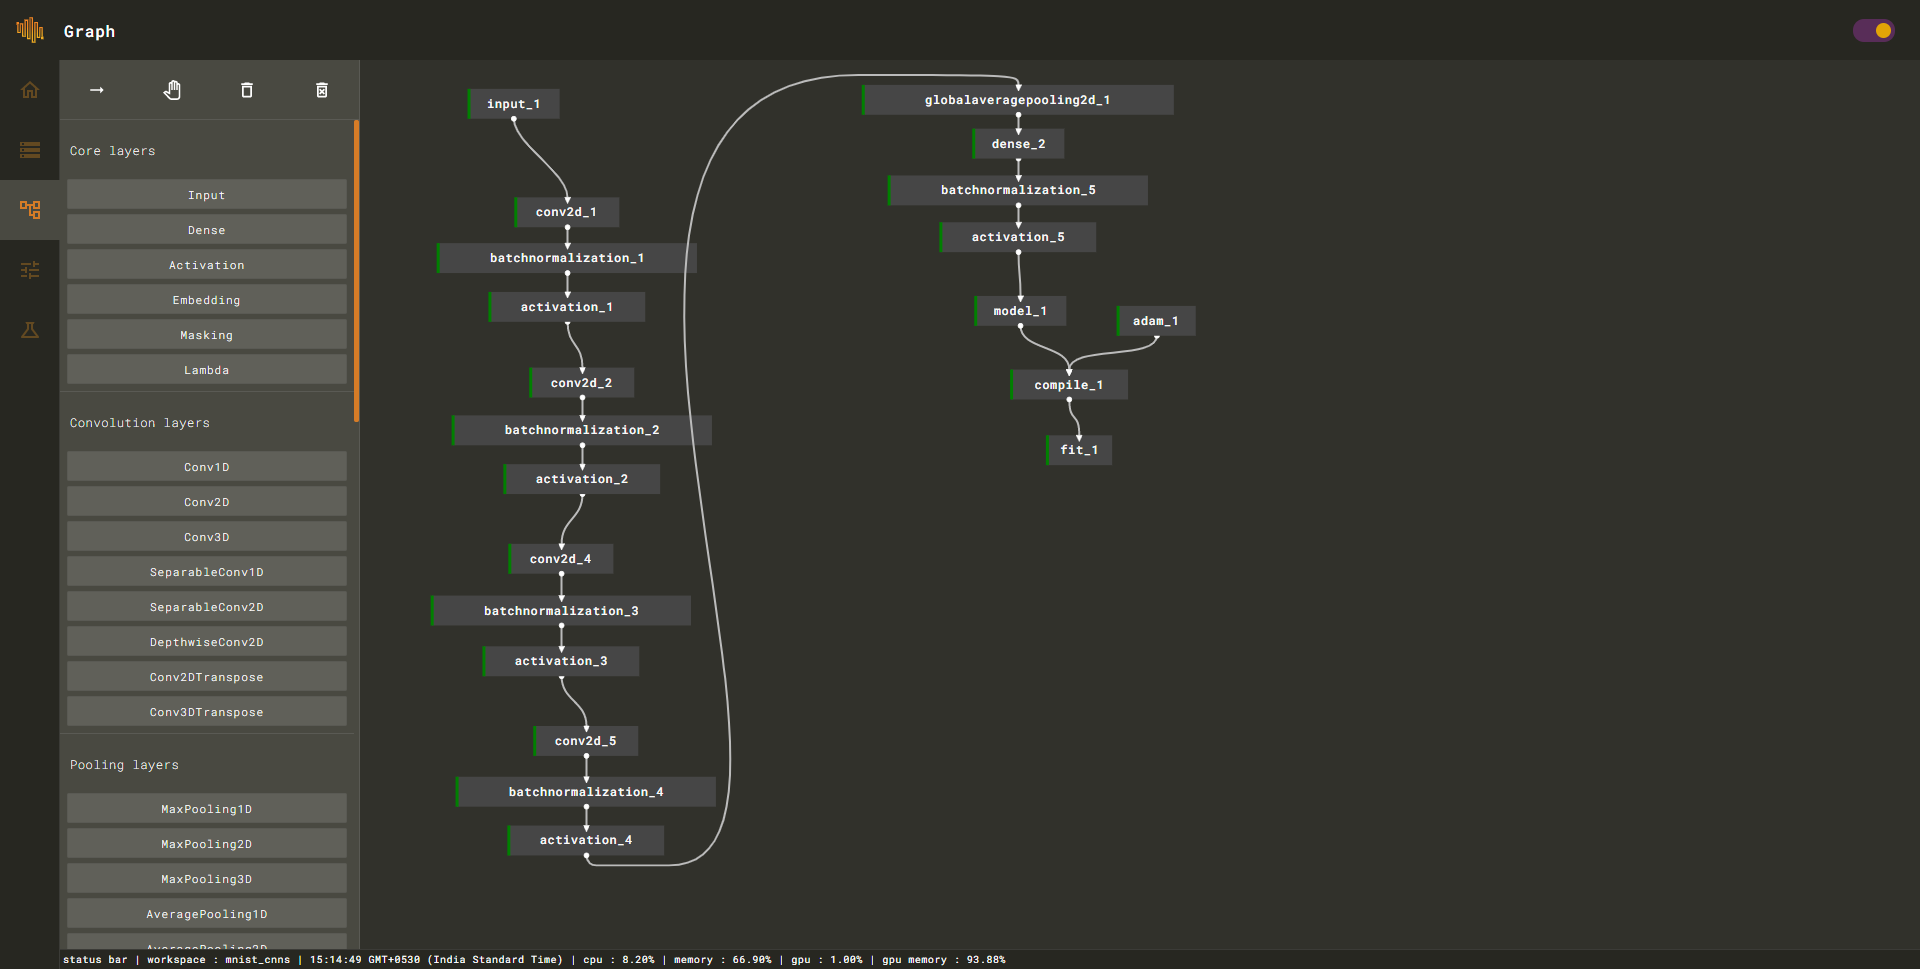 Graph
Core layers
Input
Dense
Activation
Embedding
Masking
Lambda
Convolution layers
Conv1D
Conv2D
Conv3D
SeparableConv1D
SeparableConv2D
DepthwiseConv2D
Conv2DTranspose
Conv3DTranspose
Pooling layers
MaxPooling1D
MaxPooling2D
MaxPooling3D
AveragePooling1D
AveragePooling2D
input_1
conv2d_1
batchnormalization_1
activation_1
conv2d_2
batchnormalization_2
activation_2
conv2d_4
batchnormalization_3
activation_3
conv2d_5
batchnormalization_4
activation_4
globalaveragepooling2d_1
dense_2
batchnormalization_5
activation_5
model_1
adam_1
compile_1
fit_1
status bar | workspace : mnist_cnns | 15:14:49 GMT+0530 (India Standard Time) | cpu : 8.20% | memory : 66.90% | gpu : 1.00% | gpu memory : 93.88%